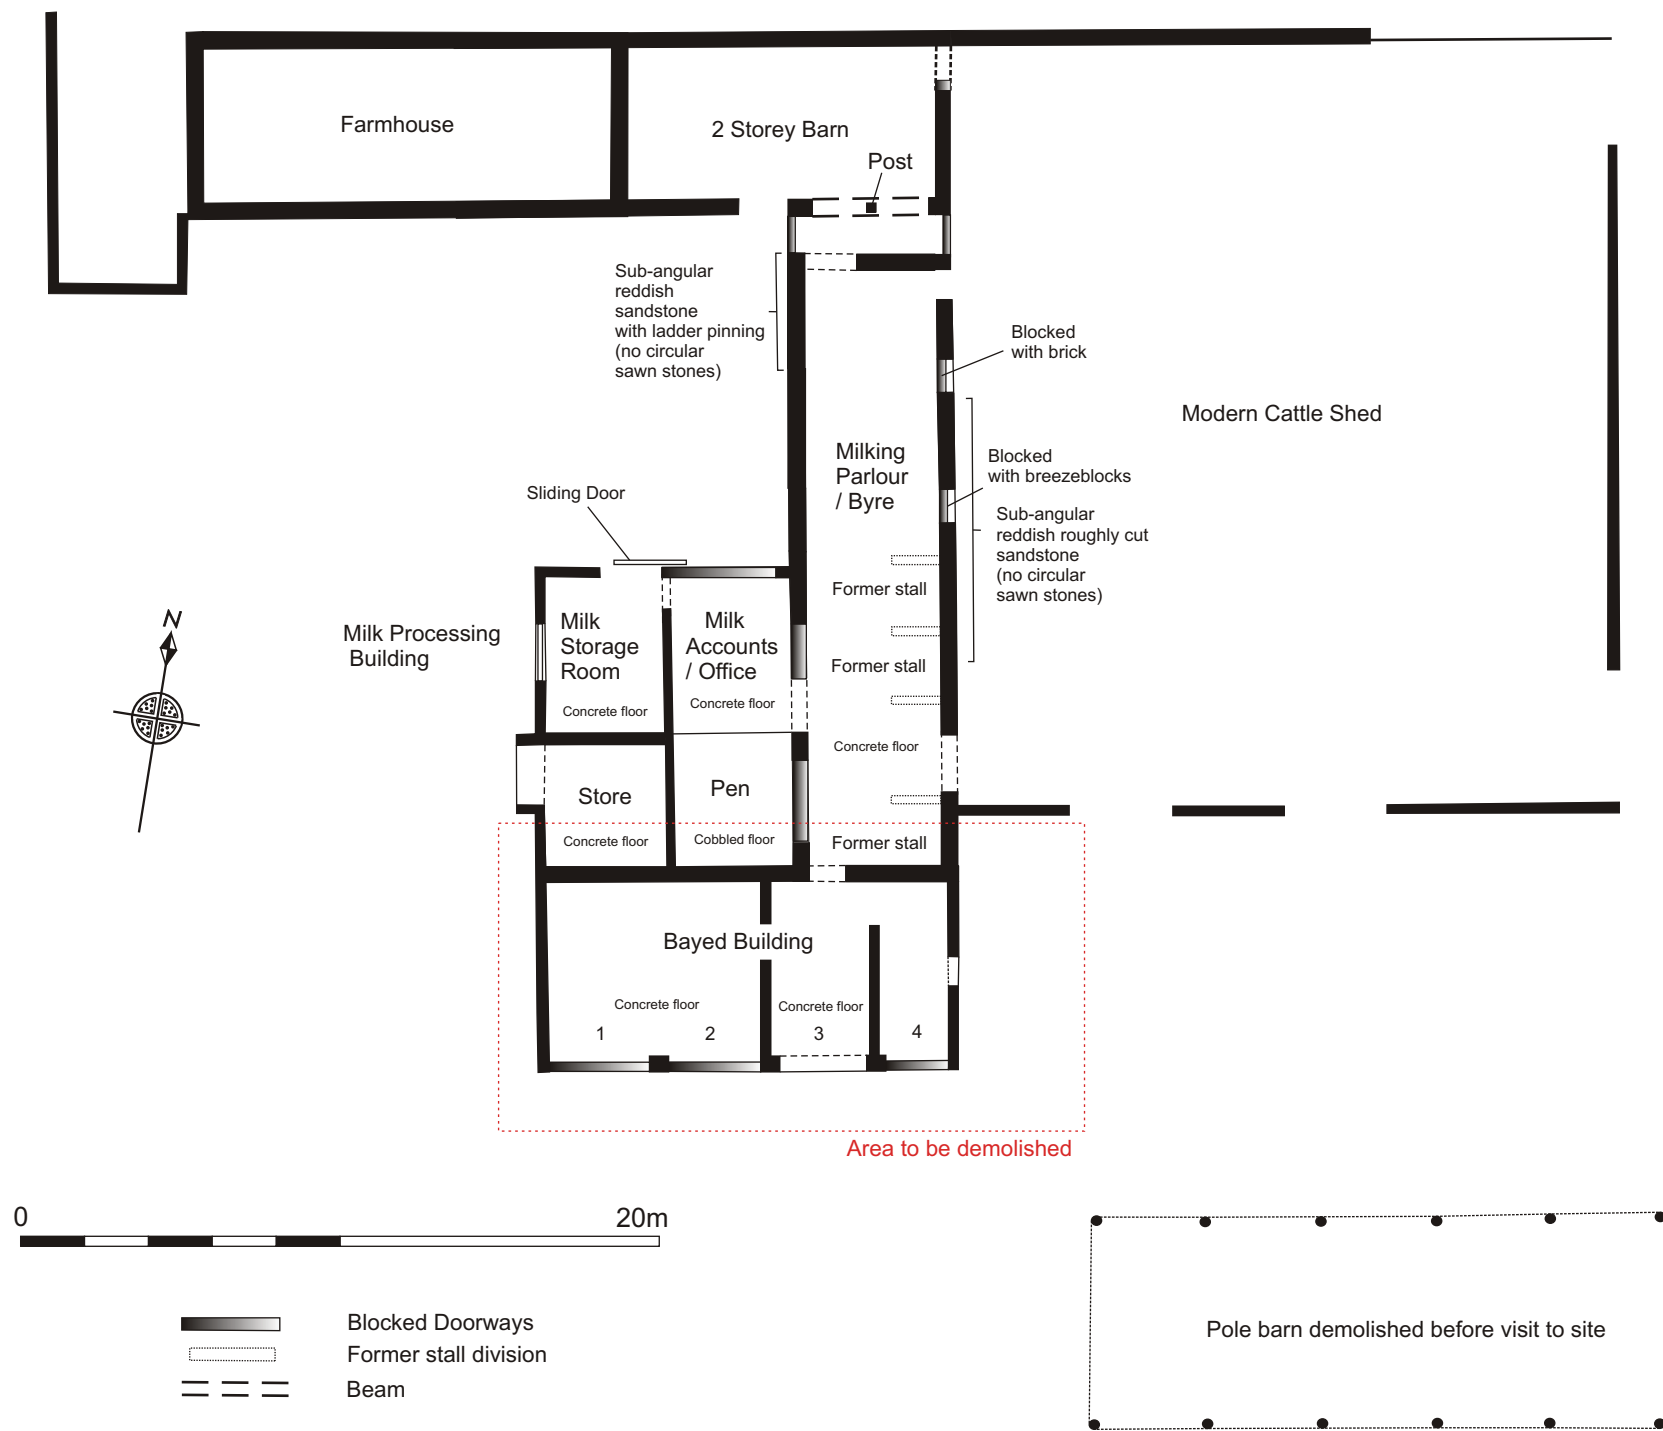 Farmhouse
2 Storey Barn
Post
Sub-angular
reddish
sandstone
with ladder pinning
(no circular
sawn stones)
Blocked
with brick
Modern Cattle Shed
Milking
Parlour
/ Byre
Blocked
with breezeblocks
Sliding Door
Sub-angular
reddish roughly cut
sandstone
(no circular
sawn stones)
Former stall
N
Milk Processing
Building
Milk
Storage
Room
Milk
Accounts
/ Office
Former stall
Concrete floor
Concrete floor
Concrete floor
Store
Pen
Concrete floor
Cobbled floor
Former stall
Bayed Building
Concrete floor
Concrete floor
1
2
3
4
Area to be demolished
0
20m
Blocked Doorways
Former stall division
Beam
Pole barn demolished before visit to site